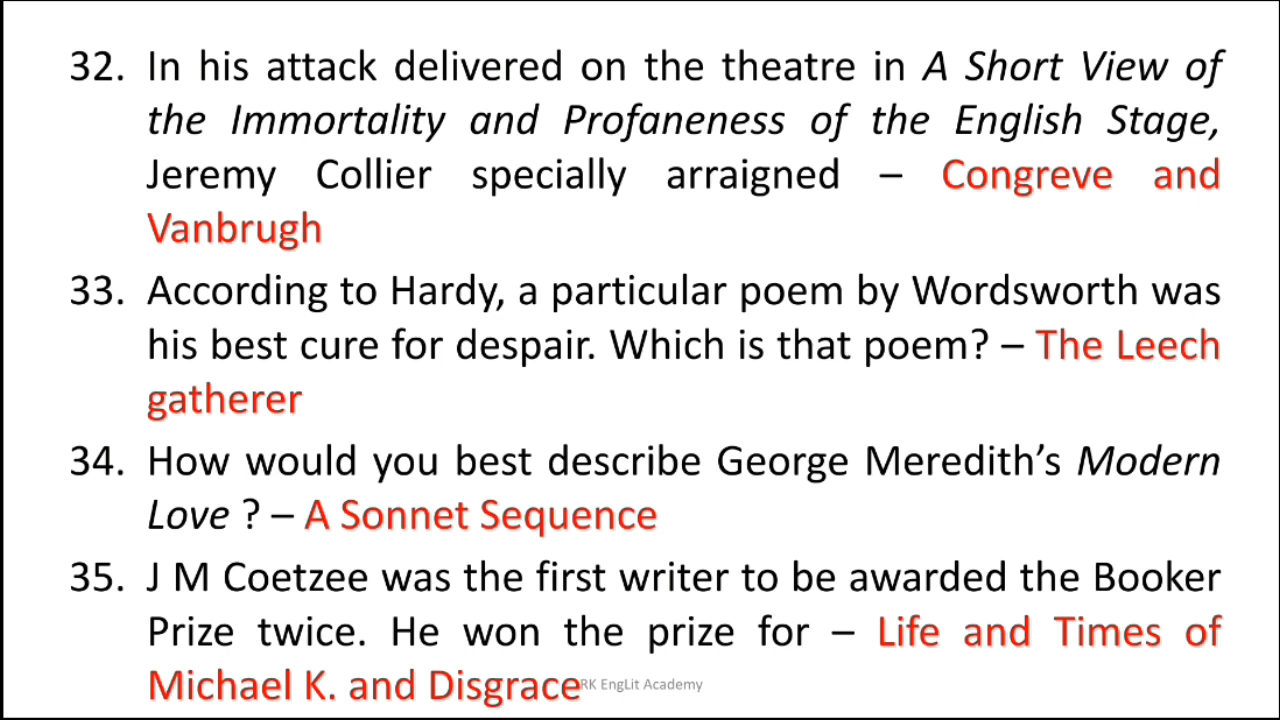 32. In his attack delivered on the theatre in A Short View of
the Immortality and Profaneness of the English Stage,
Jeremy Collier specially arraigned – Congreve and
Vanbrugh
33. According to Hardy, a particular poem by Wordsworth was
his best cure for despair. Which is that poem? – The Leech
gatherer
34. How would you best describe George Meredith’s Modern
Love ? – A Sonnet Sequence
35. J M Coetzee was the first writer to be awarded the Booker
Prize twice. He won the prize for – Life and Times of
Michael K. and Disgrace
RK EngLit Academy